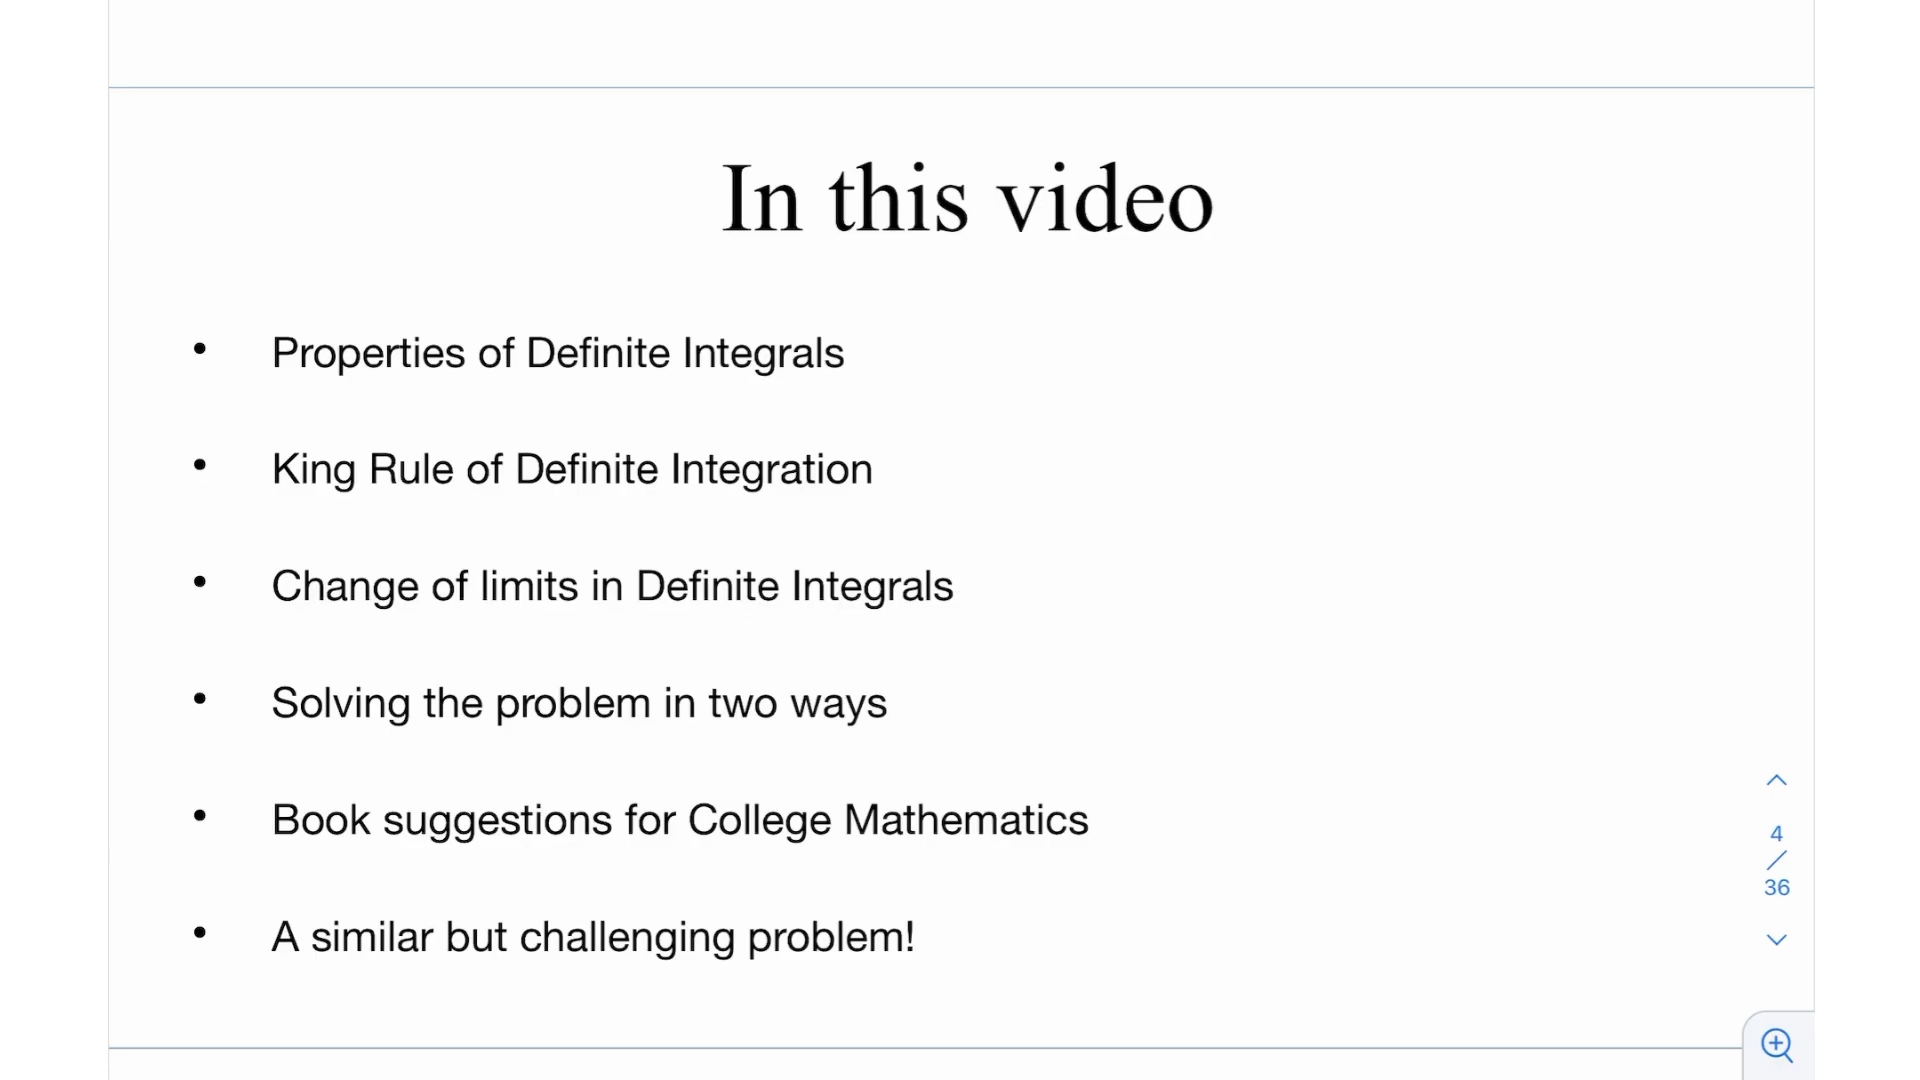 In this video
• Properties of Definite Integrals
• King Rule of Definite Integration
• Change of limits in Definite Integrals
• Solving the problem in two ways
• Book suggestions for College Mathematics
• A similar but challenging problem!
4
/
36